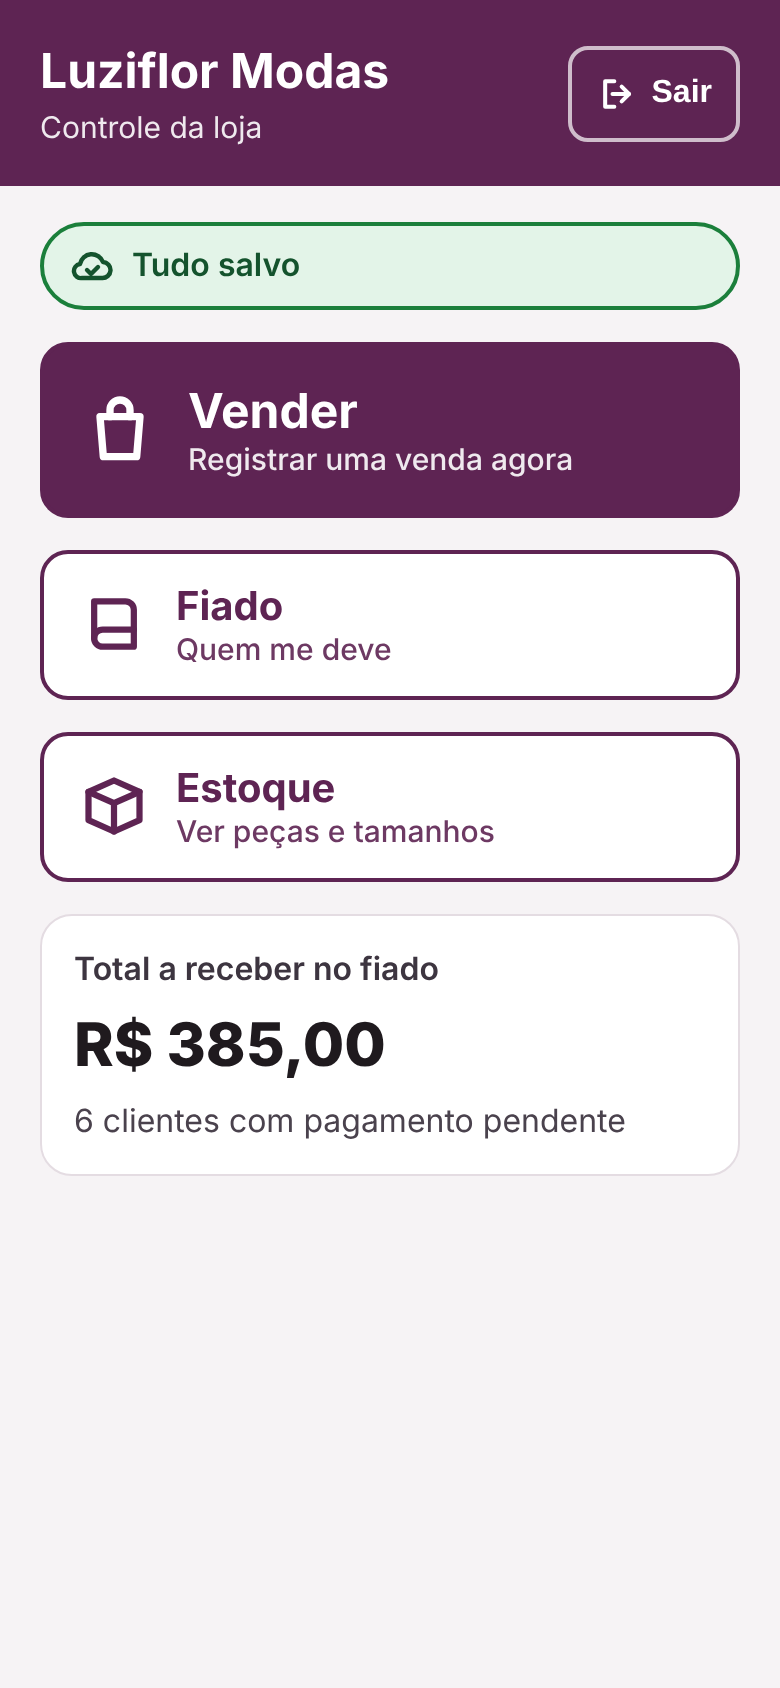 Luziflor Modas
Controle da loja
Sair
Tudo salvo
Vender
Registrar uma venda agora
Fiado
Quem me deve
Estoque
Ver peças e tamanhos
Total a receber no fiado
R$ 385,00
6 clientes com pagamento pendente